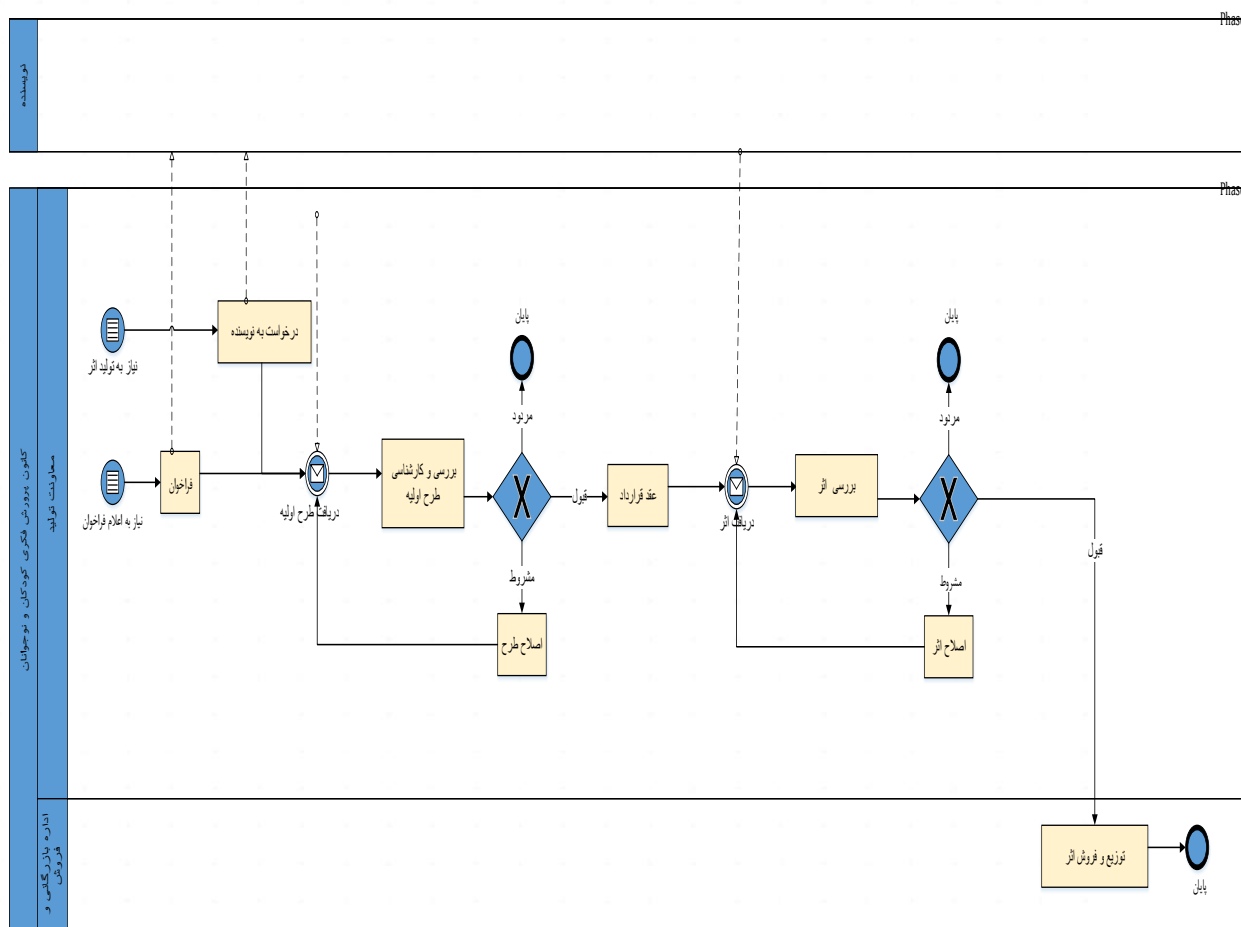 Phase
نویسنده
Phase
کانون پرورش فکری کودکان و نوجوانان
معاونت تولید
نیاز به تولید اثر
درخواست به نویسنده
نیاز به اعلام فراخوان
فراخوان
دریافت طرح اولیه
بررسی و کارشناسی
طرح اولیه
پایان
مردود
X
قبول
مشروط
اصلاح طرح
عقد قرارداد
دریافت اثر
بررسی اثر
پایان
مردود
X
قبول
مشروط
اصلاح اثر
اداره بازرگانی و
فروش
توزیع و فروش اثر
پایان